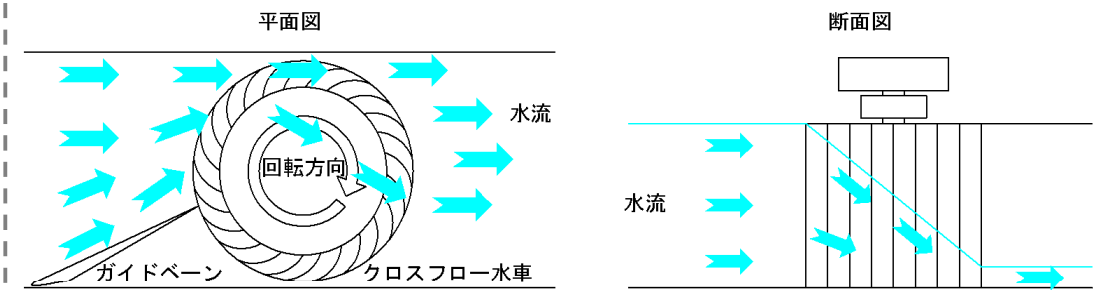 平面図
水流
回転方向
ガイドベーン
クロスフロー水車
断面図
水流